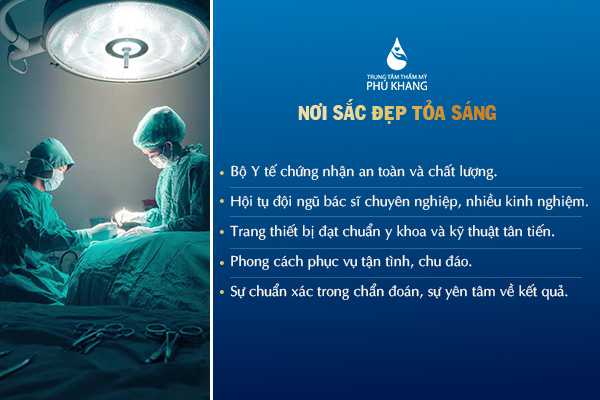 TRUNG TÂM THẨM MỸ
PHÚ KHANG
NƠI SẮC ĐẸP TỎA SÁNG
• Bộ Y tế chứng nhận an toàn và chất lượng.
• Hội tụ đội ngũ bác sĩ chuyên nghiệp, nhiều kinh nghiệm.
• Trang thiết bị đạt chuẩn y khoa và kỹ thuật tân tiến.
• Phong cách phục vụ tận tình, chu đáo.
• Sự chuẩn xác trong chẩn đoán, sự yên tâm về kết quả.